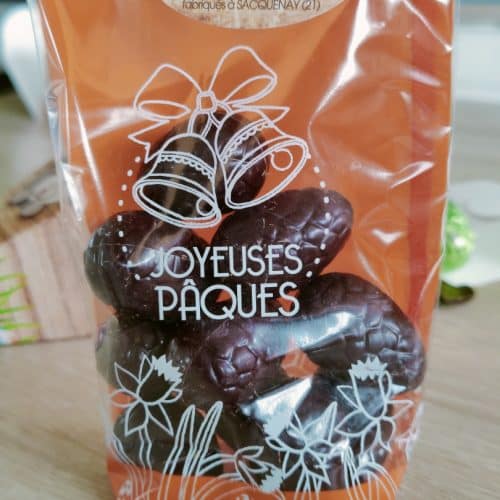 fabriqués à SACQUENAY (21)
JOYEUSES
PÂQUES